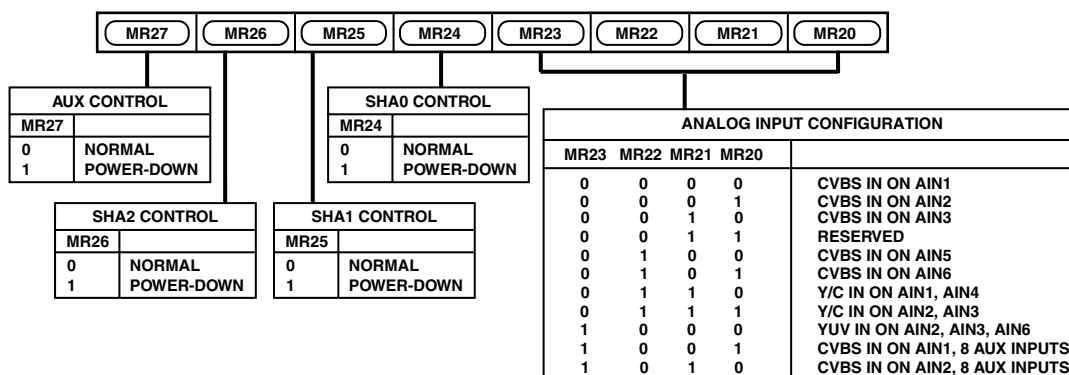 MR27 MR26 MR25 MR24 MR23 MR22 MR21 MR20
AUX CONTROL
MR27
0 NORMAL
1 POWER-DOWN
SHA0 CONTROL
MR24
0 NORMAL
1 POWER-DOWN
SHA2 CONTROL
MR26
0 NORMAL
1 POWER-DOWN
SHA1 CONTROL
MR25
0 NORMAL
1 POWER-DOWN
ANALOG INPUT CONFIGURATION
MR23 MR22 MR21 MR20
0 0 0 0 CVBS IN ON AIN1
0 0 0 1 CVBS IN ON AIN2
0 0 1 0 CVBS IN ON AIN3
0 0 1 1 RESERVED
0 1 0 0 CVBS IN ON AIN5
0 1 0 1 CVBS IN ON AIN6
0 1 1 0 Y/C IN ON AIN1, AIN4
0 1 1 1 Y/C IN ON AIN2, AIN3
1 0 0 0 YUV IN ON AIN2, AIN3, AIN6
1 0 0 1 CVBS IN ON AIN1, 8 AUX INPUTS
1 0 1 0 CVBS IN ON AIN2, 8 AUX INPUTS